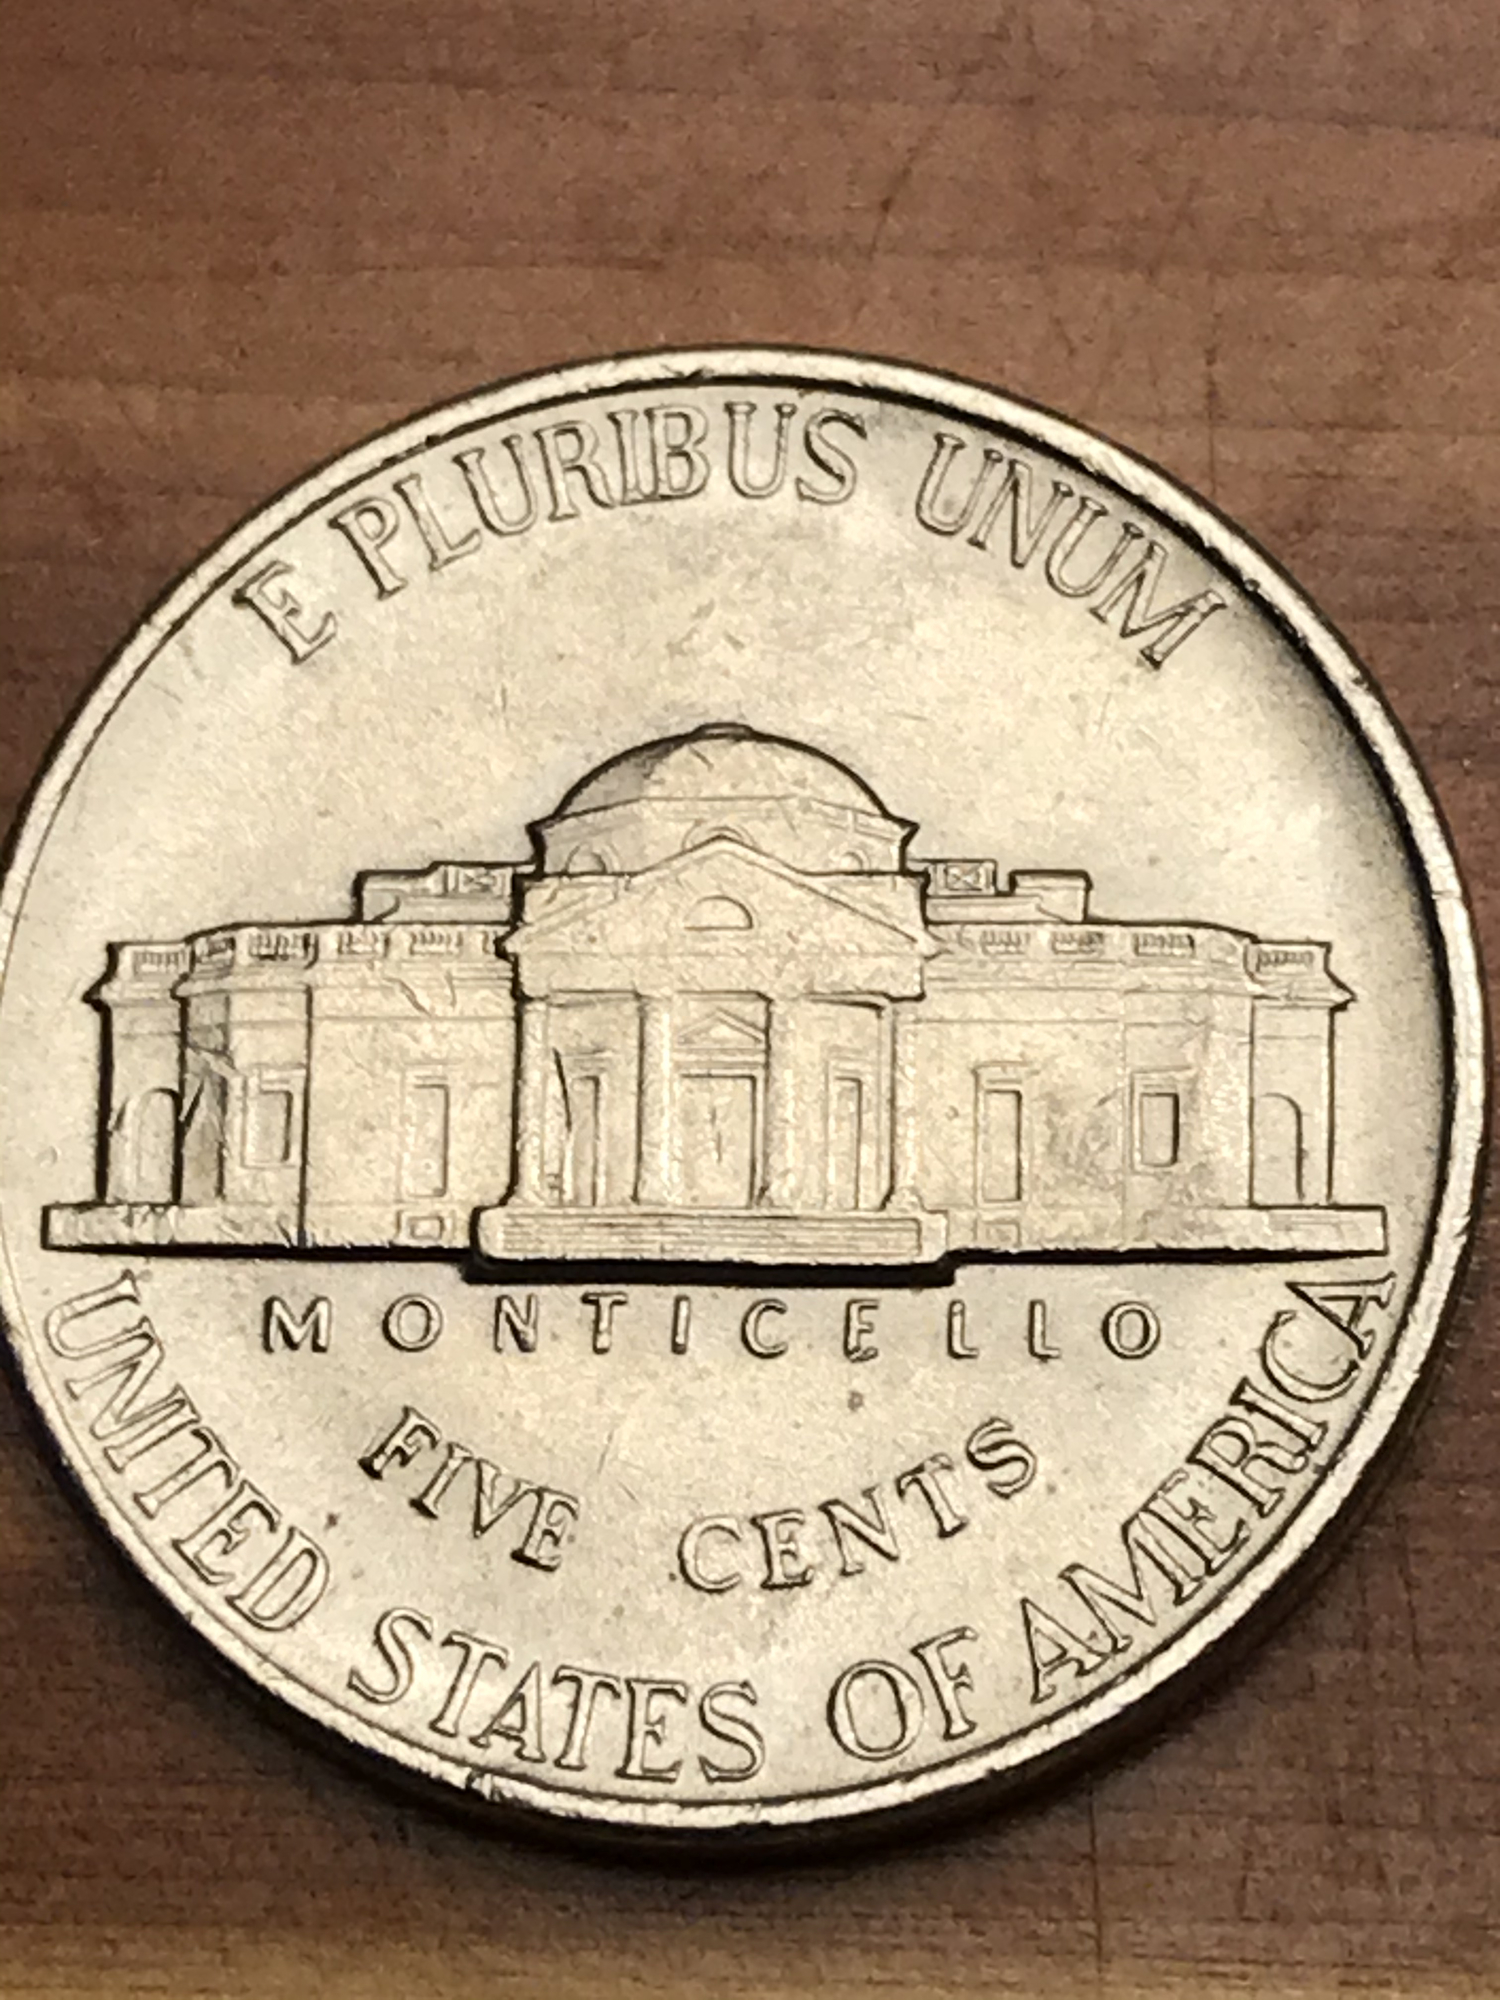 E PLURIBUS UNUM
MONTICELLO
FIVE CENTS
UNITED STATES OF AMERICA